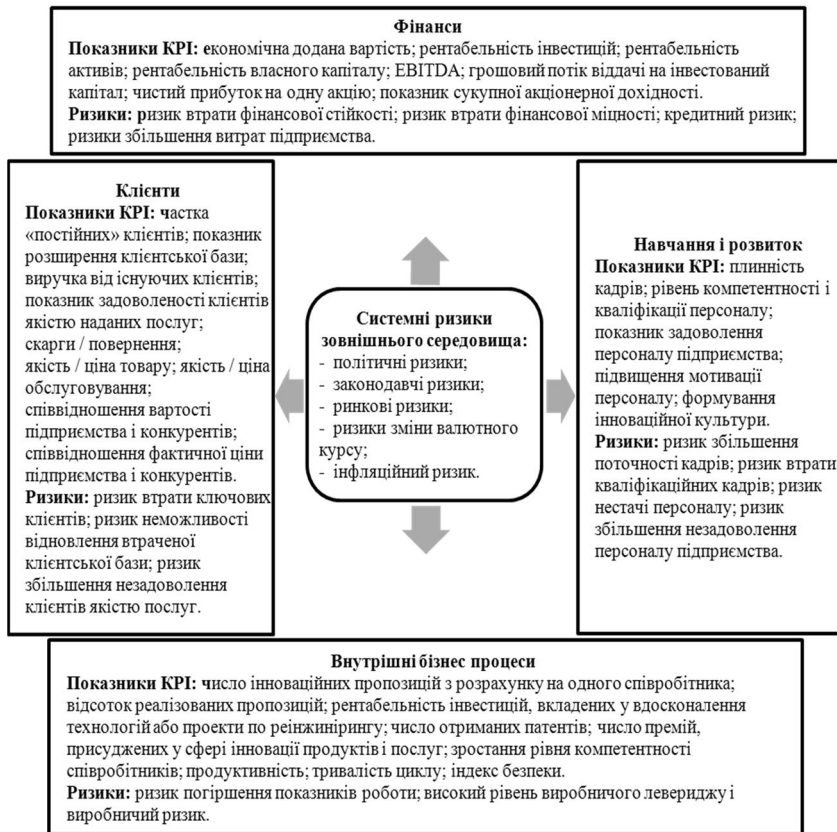 Фінанси
Показники КРІ: економічна додана вартість; рентабельність інвестицій; рентабельність
активів; рентабельність власного капіталу; EBITDA; грошовий потік віддачі на інвестований
капітал; чистий прибуток на одну акцію; показник сукупної акціонерної дохідності.
Ризики: ризик втрати фінансової стійкості; ризик втрати фінансової міцності; кредитний ризик;
ризики збільшення витрат підприємства.
Клієнти
Показники КРІ: частка
«постійних» клієнтів; показник
розширення клієнтської бази;
виручка від існуючих клієнтів;
показник задоволеності клієнтів
якістю наданих послуг;
скарги / повернення;
якість / ціна товару; якість / ціна
обслуговування;
співвідношення вартості
підприємства і конкурентів;
співвідношення фактичної ціни
підприємства і конкурентів.
Ризики: ризик втрати ключових
клієнтів; ризик неможливості
відновлення втраченої
клієнтської бази; ризик
збільшення незадоволення
клієнтів якістю послуг.
Системні ризики
зовнішнього середовища:
- політичні ризики;
- законодавчі ризики;
- ринкові ризики;
- ризики зміни валютного
курсу;
- інфляційний ризик.
Навчання і розвиток
Показники КРІ: плинність
кадрів; рівень компетентності і
кваліфікації персоналу;
показник задоволення
персоналу підприємства;
підвищення мотивації
персоналу; формування
інноваційної культури.
Ризики: ризик збільшення
поточності кадрів; ризик втрати
кваліфікаційних кадрів; ризик
нестачі персоналу; ризик
збільшення незадоволення
персоналу підприємства.
Внутрішні бізнес процеси
Показники КРІ: число інноваційних пропозицій з розрахунку на одного співробітника;
відсоток реалізованих пропозицій; рентабельність інвестицій, вкладених у вдосконалення
технологій або проекти по реінжинірингу; число отриманих патентів; число премій,
присуджених у сфері інновації продуктів і послуг; зростання рівня компетентності
співробітників; продуктивність; тривалість циклу; індекс безпеки.
Ризики: ризик погіршення показників роботи; високий рівень виробничого левериджу і
виробничий ризик.